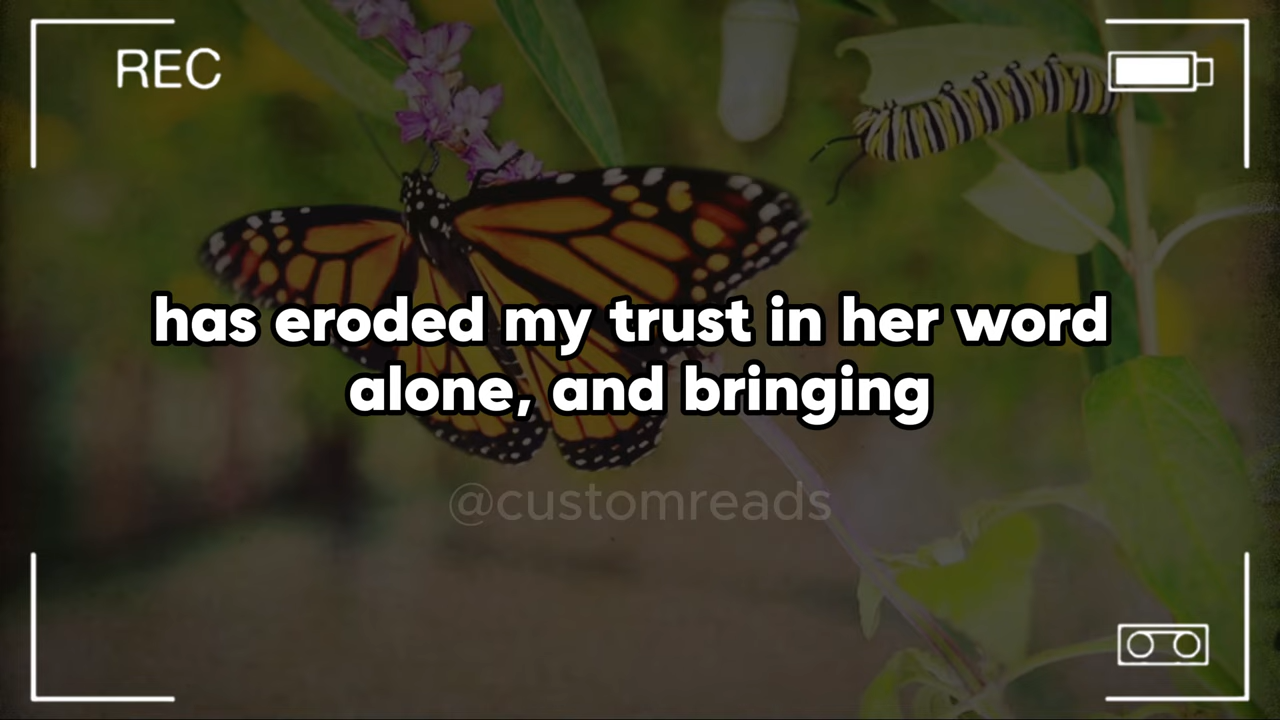 REC
has eroded my trust in her word
alone, and bringing
@customreads